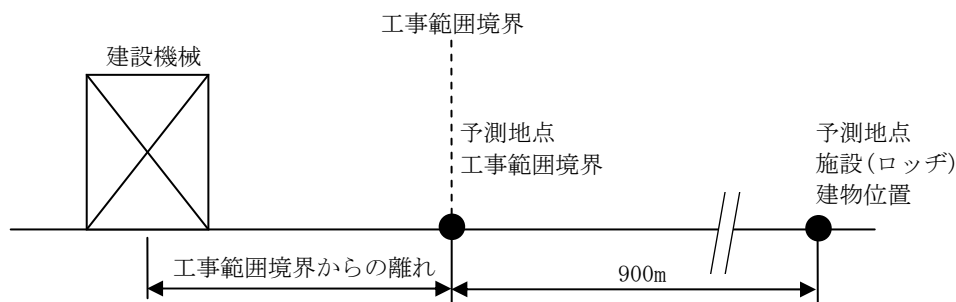 工事範囲境界
建設機械
予測地点
工事範囲境界
予測地点
施設(ロッヂ)
建物位置
工事範囲境界からの離れ
900m